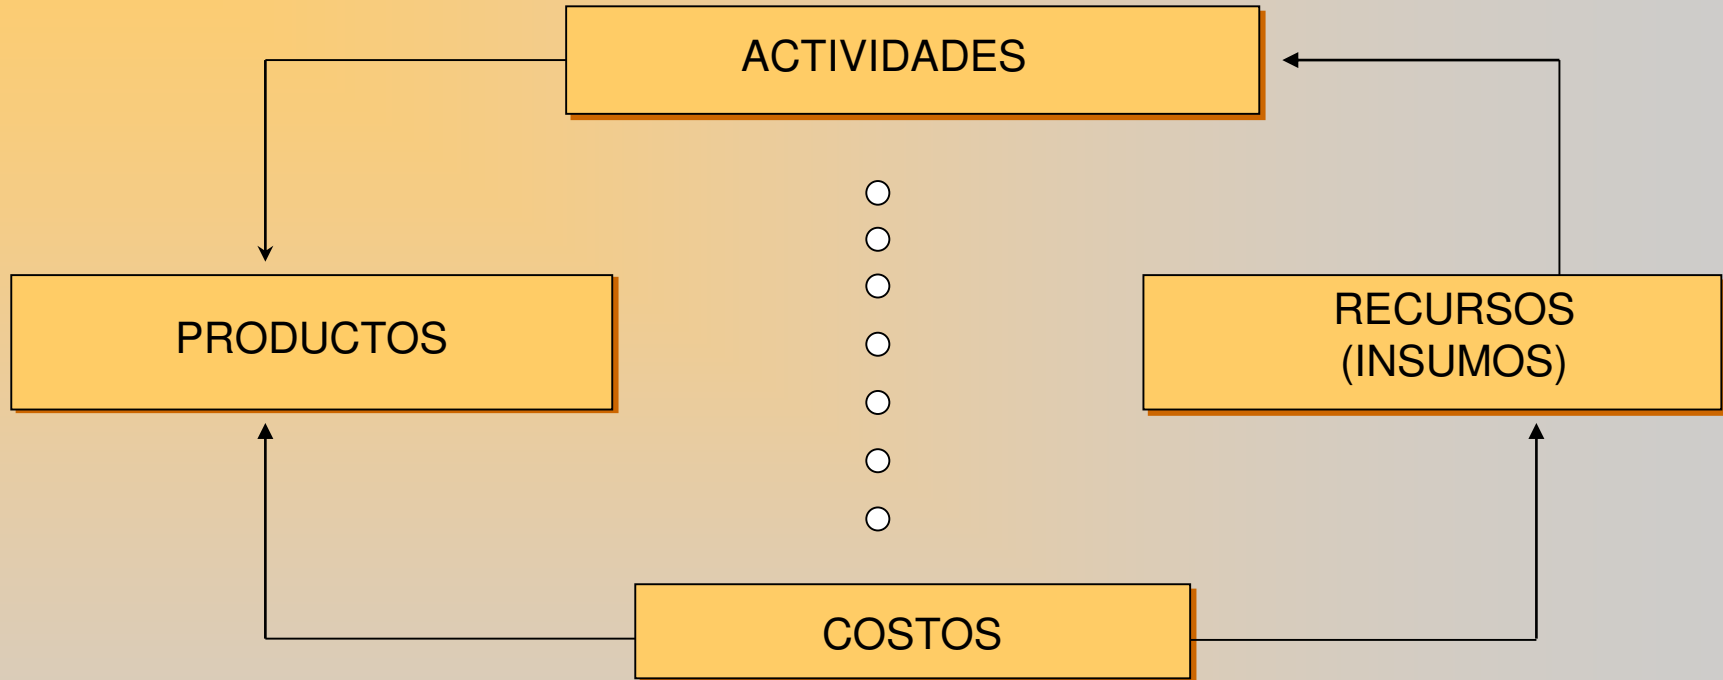 ACTIVIDADES
PRODUCTOS
RECURSOS
(INSUMOS)
COSTOS